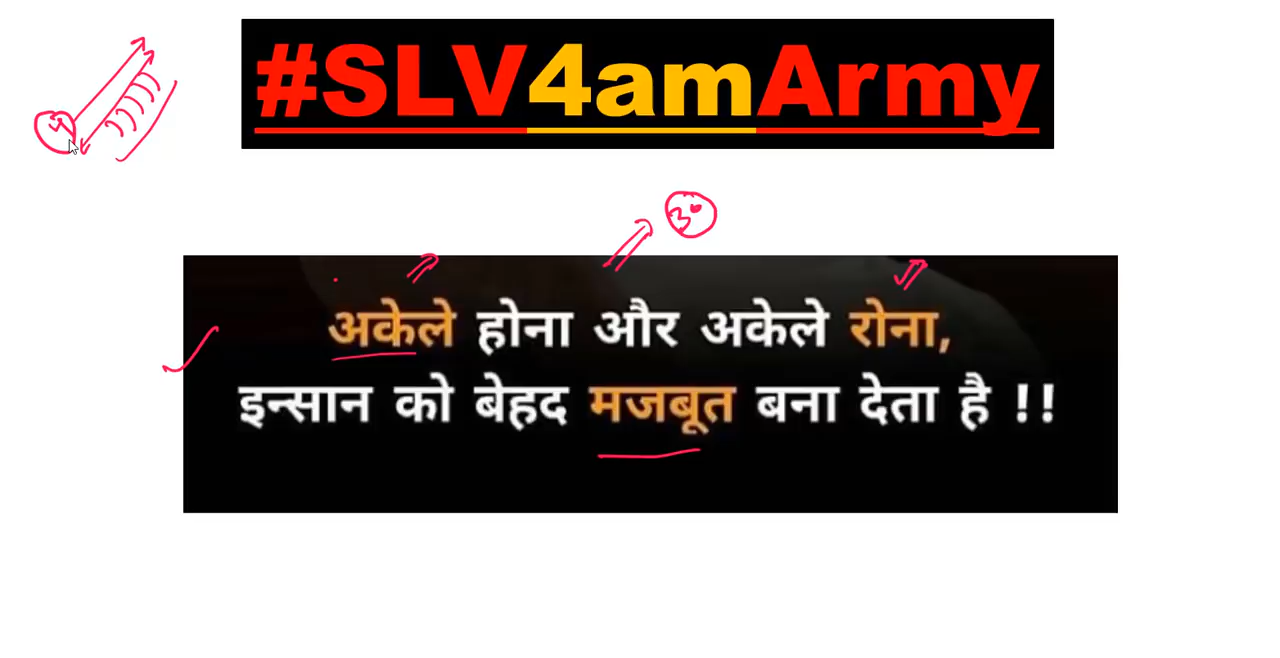 #SLV4amArmy
अकेले होना और अकेले रोना,
इन्सान को बेहद मजबूत बना देता है !!